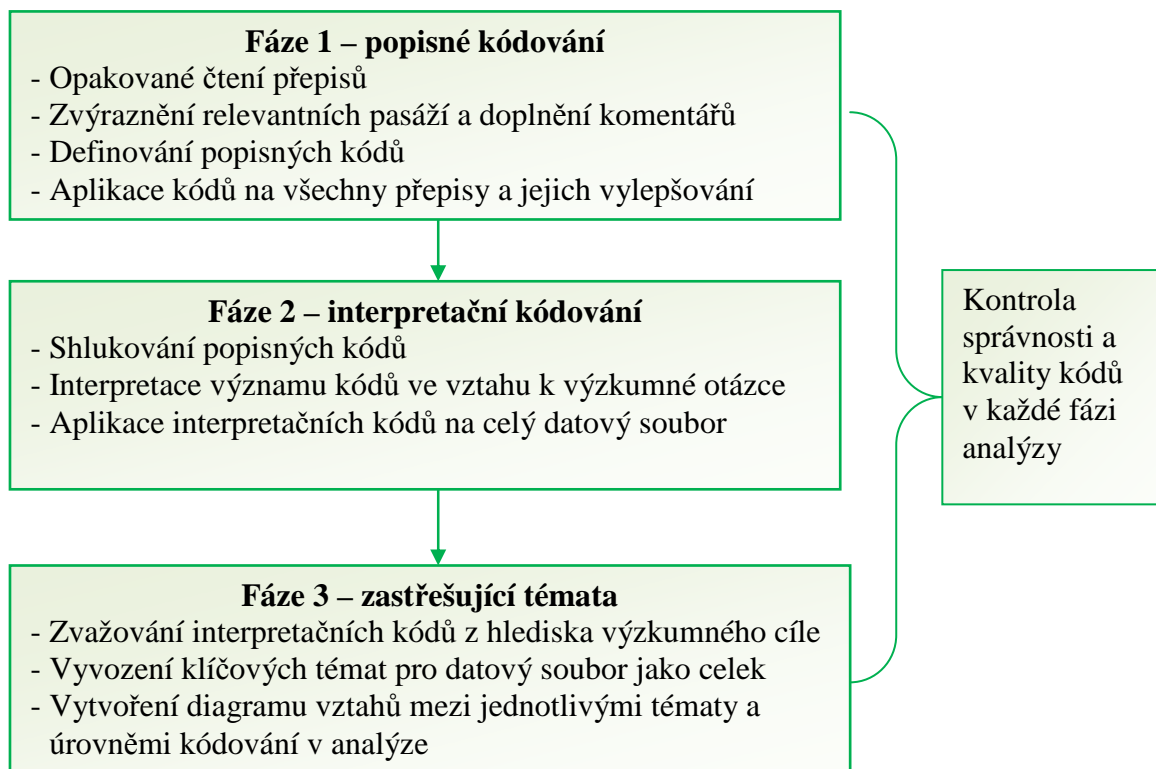 Fáze 1 – popisné kódování
- Opakované čtení přepisů
- Zvýraznění relevantních pasáží a doplnění komentářů
- Definování popisných kódů
- Aplikace kódů na všechny přepisy a jejich vylepšování
Fáze 2 – interpretační kódování
- Shlukování popisných kódů
- Interpretace významu kódů ve vztahu k výzkumné otázce
- Aplikace interpretačních kódů na celý datový soubor
Fáze 3 – zastřešující témata
- Zvažování interpretačních kódů z hlediska výzkumného cíle
- Vyvození klíčových témat pro datový soubor jako celek
- Vytvoření diagramu vztahů mezi jednotlivými tématy a
úrovněmi kódování v analýze
Kontrola
správnosti a
kvality kódů
v každé fázi
analýzy